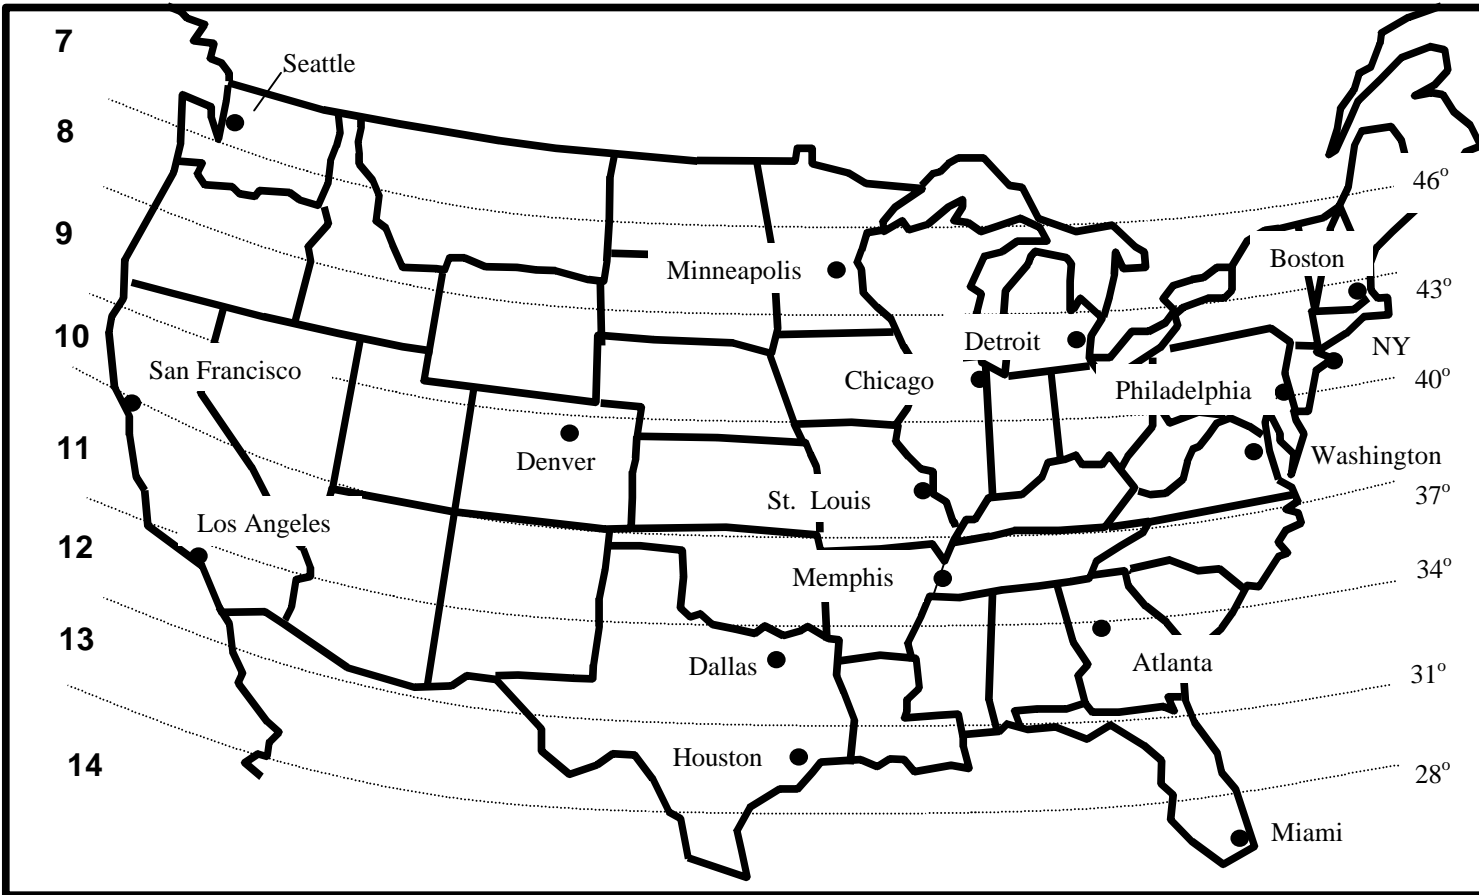 7
Seattle
8
46°
9
Boston
Minneapolis
43°
10
Detroit
NY
San Francisco
Chicago
Philadelphia
40°
11
Denver
Washington
St. Louis
37°
Los Angeles
12
Memphis
34°
13
Dallas
Atlanta
31°
Houston
14
28°
Miami